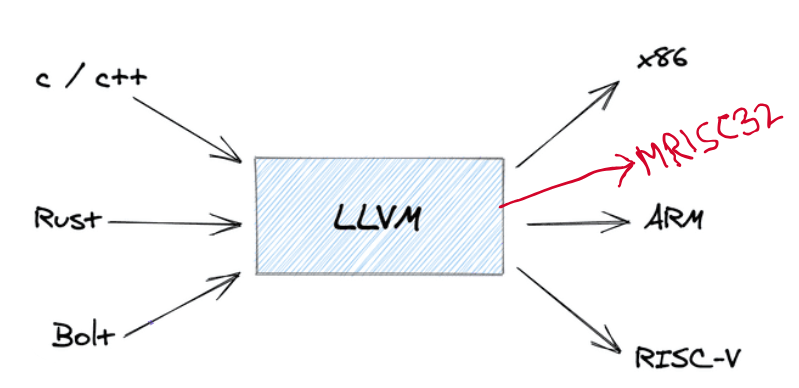 c / c++
Rust
Bolt
LLVM
x86
MRISC32
ARM
RISC-V